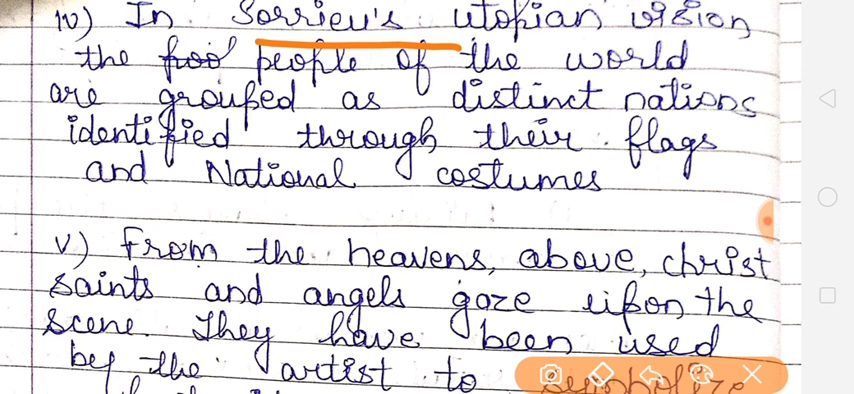 iv) In Sorrieu's utopian vision
the people of the world
are grouped as distinct nations
identified through their flags
and National costumes
v) From the heavens, above, christ
saints and angels gaze upon the
scene. They have been used
by the artist to symbolize